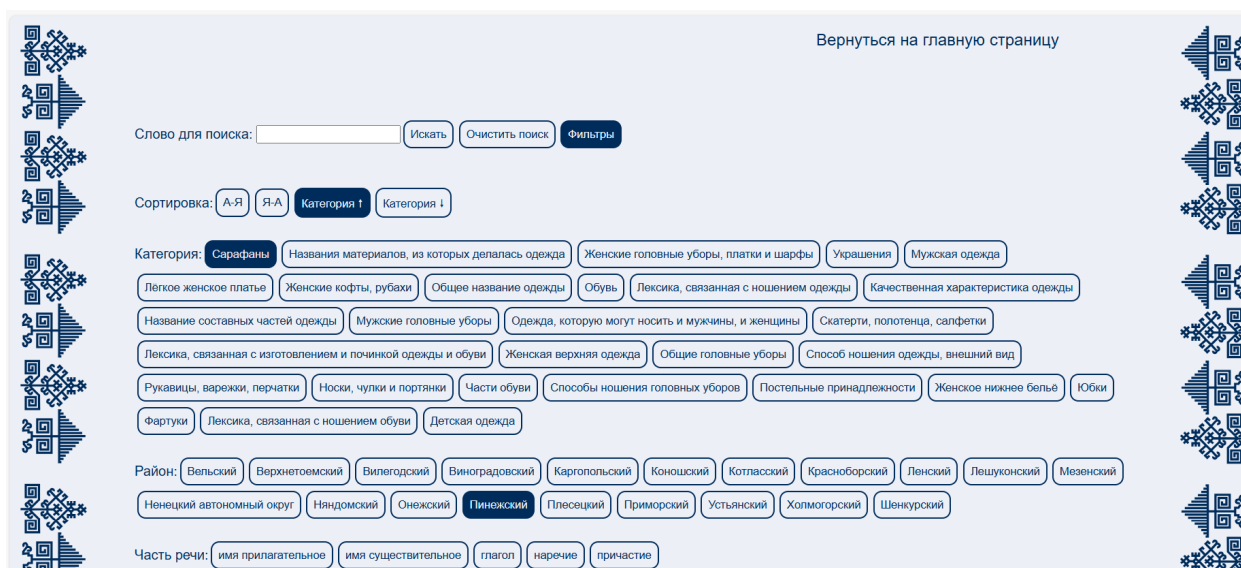 Вернуться на главную страницу
Слово для поиска: Искать Очистить поиск Фильтры
Сортировка: А-Я Я-А Категория ↑ Категория ↓
Категория: Сарафаны Названия материалов, из которых делалась одежда Женские головные уборы, платки и шарфы Украшения Мужская одежда
Лёгкое женское платье Женские кофты, рубахи Общее название одежды Обувь Лексика, связанная с ношением одежды Качественная характеристика одежды
Название составных частей одежды Мужские головные уборы Одежда, которую могут носить и мужчины, и женщины Скатерти, полотенца, салфетки
Лексика, связанная с изготовлением и починкой одежды и обуви Женская верхняя одежда Общие головные уборы Способ ношения одежды, внешний вид
Рукавицы, варежки, перчатки Носки, чулки и портянки Части обуви Способы ношения головных уборов Постельные принадлежности Женское нижнее бельё Юбки
Фартуки Лексика, связанная с ношением обуви Детская одежда
Район: Вельский Верхнетоемский Вилегодский Виноградовский Каргопольский Коношский Котласский Красноборский Ленский Лешуконский Мезенский
Ненецкий автономный округ Няндомский Онежский Пинежский Плесецкий Приморский Устьянский Холмогорский Шенкурский
Часть речи: имя прилагательное имя существительное глагол наречие причастие